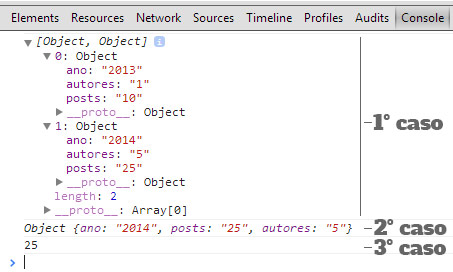 Elements Resources Network Sources Timeline Profiles Audits Console
▼ [Object, Object] i
▼ 0: Object
ano: "2013"
autores: "1"
posts: "10"
▶ __proto__: Object
▼ 1: Object
ano: "2014"
autores: "5"
posts: "25"
▶ __proto__: Object
length: 2
▶ __proto__: Array[0]
-1° caso
Object {ano: "2014", posts: "25", autores: "5"} -2° caso
25 -3° caso
>